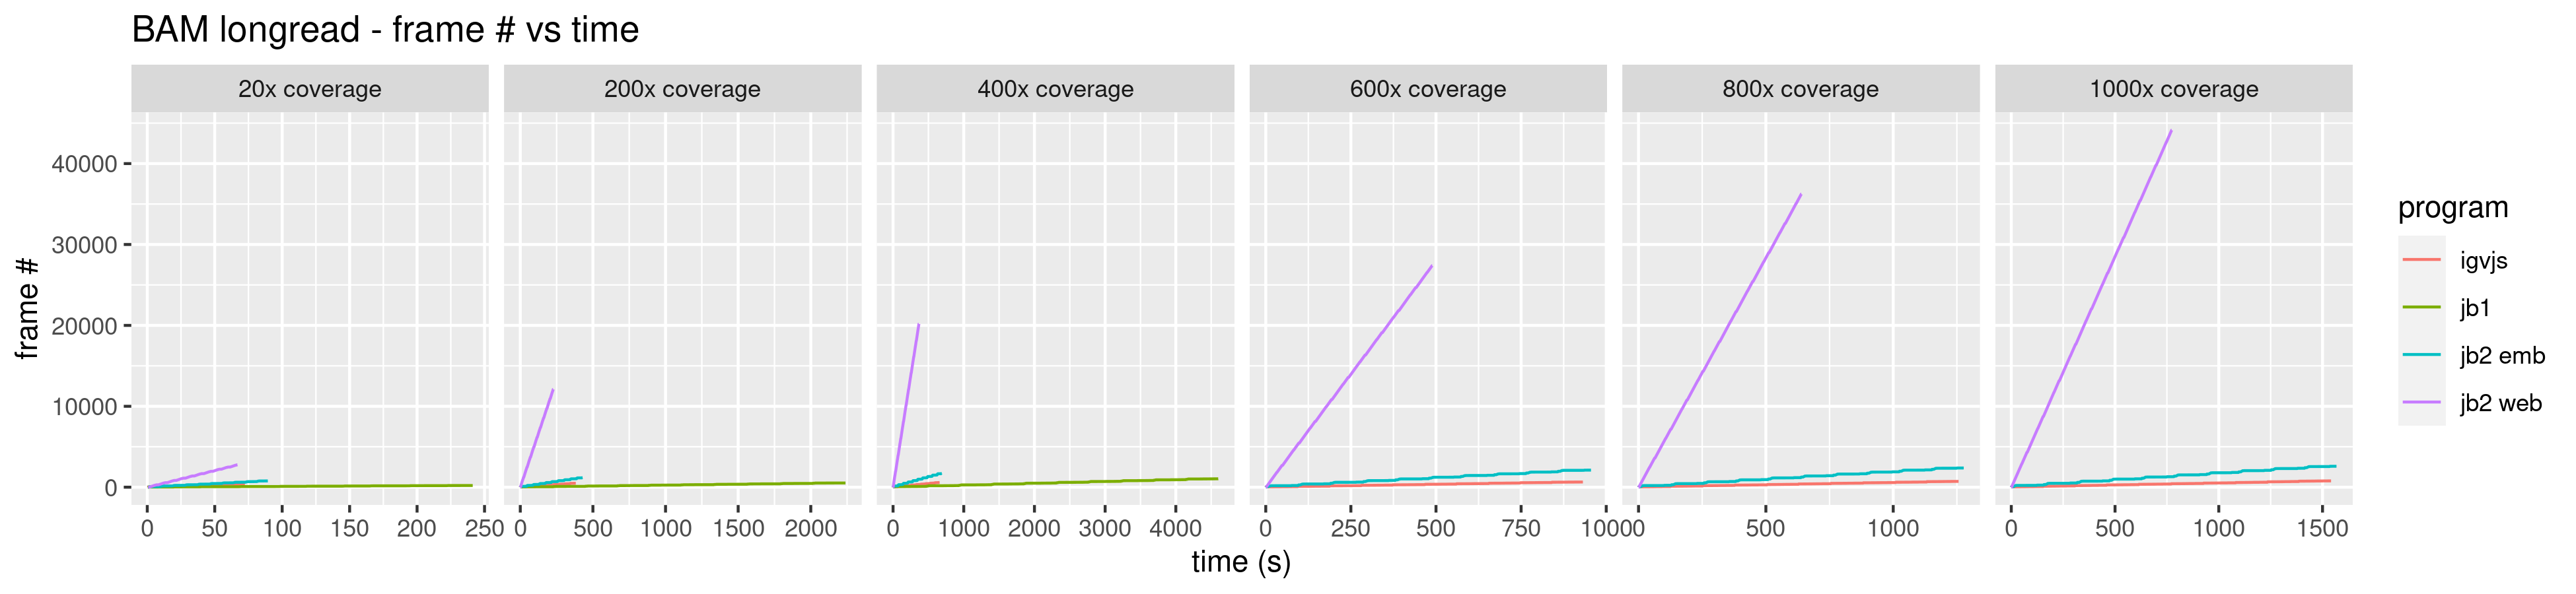 BAM longread - frame # vs time
20x coverage 200x coverage 400x coverage 600x coverage 800x coverage 1000x coverage
40000
30000
20000
10000
0
frame #
0 50 100 150 200 250 0 500 1000 1500 2000 0 1000 2000 3000 4000 0 250 500 750 1000 0 500 1000 0 500 1000 1500
time (s)
program
igvjs
jb1
jb2 emb
jb2 web